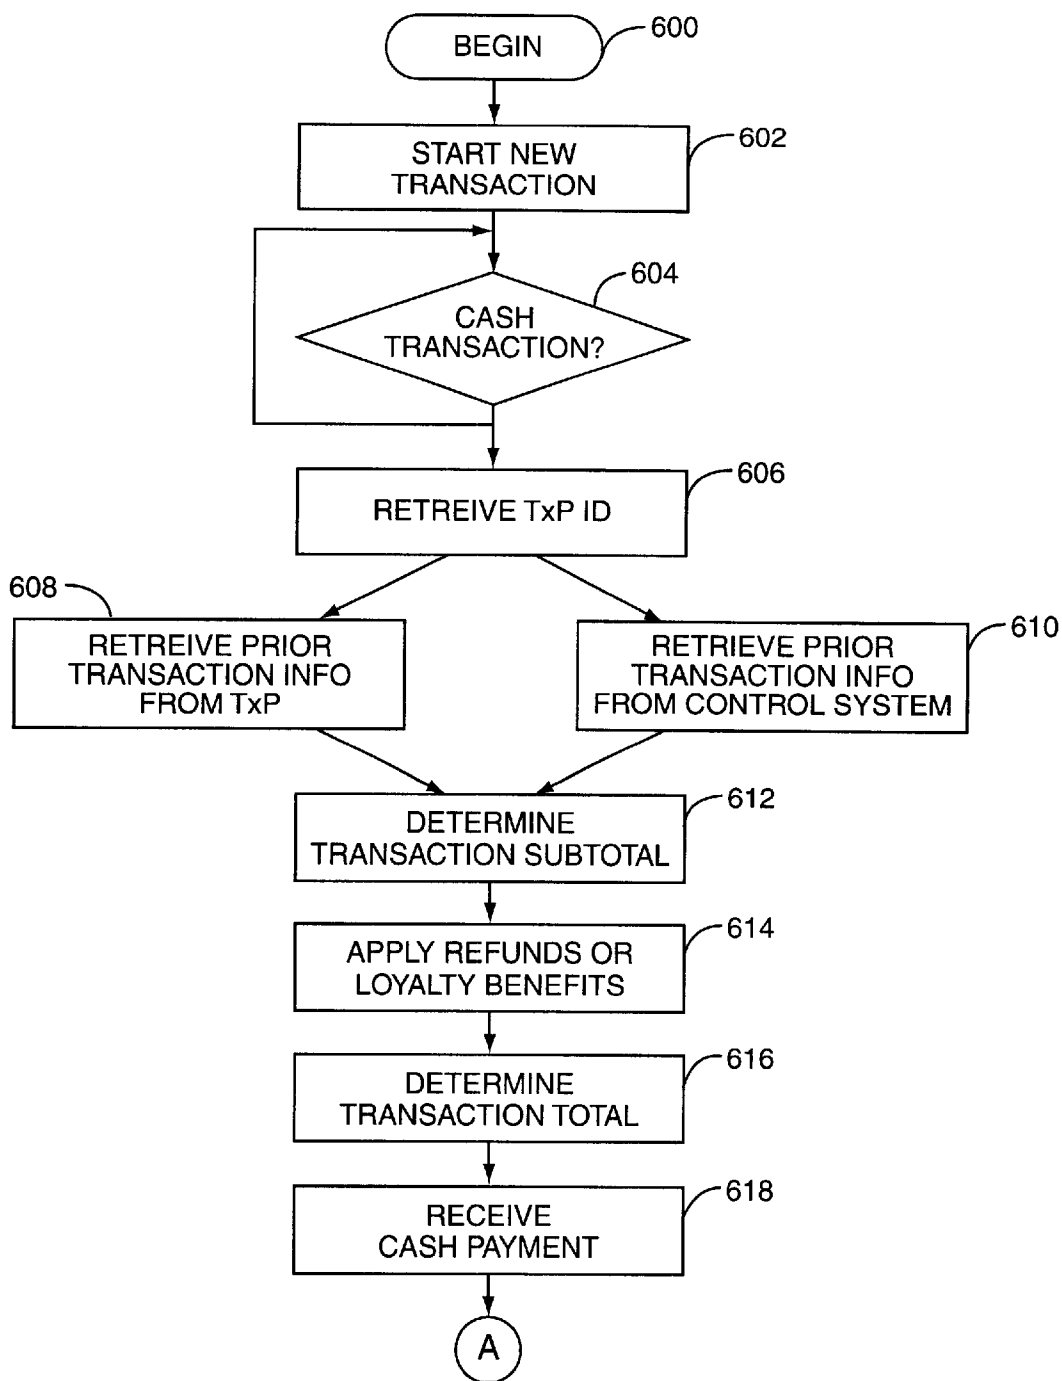 BEGIN
600
START NEW
TRANSACTION
602
CASH
TRANSACTION?
604
RETREIVE TxP ID
606
608
RETREIVE PRIOR
TRANSACTION INFO
FROM TxP
RETRIEVE PRIOR
TRANSACTION INFO
FROM CONTROL SYSTEM
610
DETERMINE
TRANSACTION SUBTOTAL
612
APPLY REFUNDS OR
LOYALTY BENEFITS
614
DETERMINE
TRANSACTION TOTAL
616
RECEIVE
CASH PAYMENT
618
A